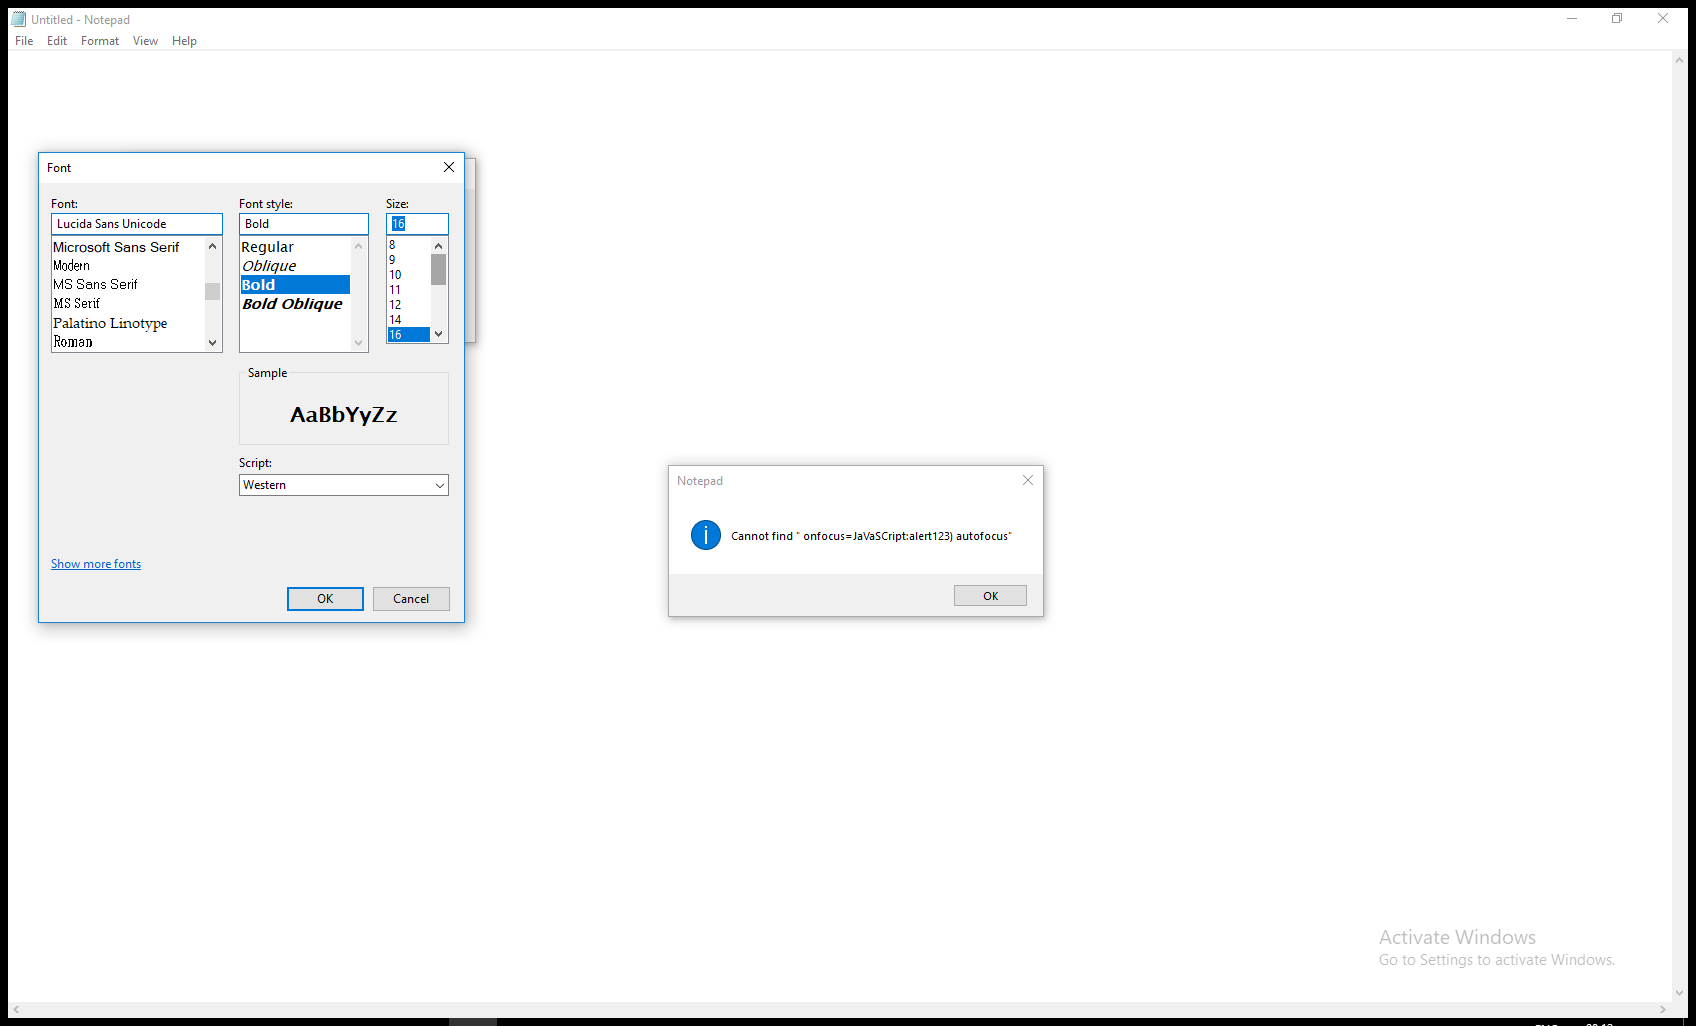 Untitled - Notepad
File Edit Format View Help
Font
Font: Font style: Size:
Lucida Sans Unicode Bold 16
Microsoft Sans Serif
Modern
MS Sans Serif
MS Serif
Palatino Linotype
Roman
Regular
Oblique
Bold
Bold Oblique
8
9
10
11
12
14
16
Sample
AaBbYyZz
Script:
Western
Show more fonts
OK Cancel
Notepad
Cannot find " onfocus=JaVaSCript:alert123) autofocus"
OK
Activate Windows
Go to Settings to activate Windows.